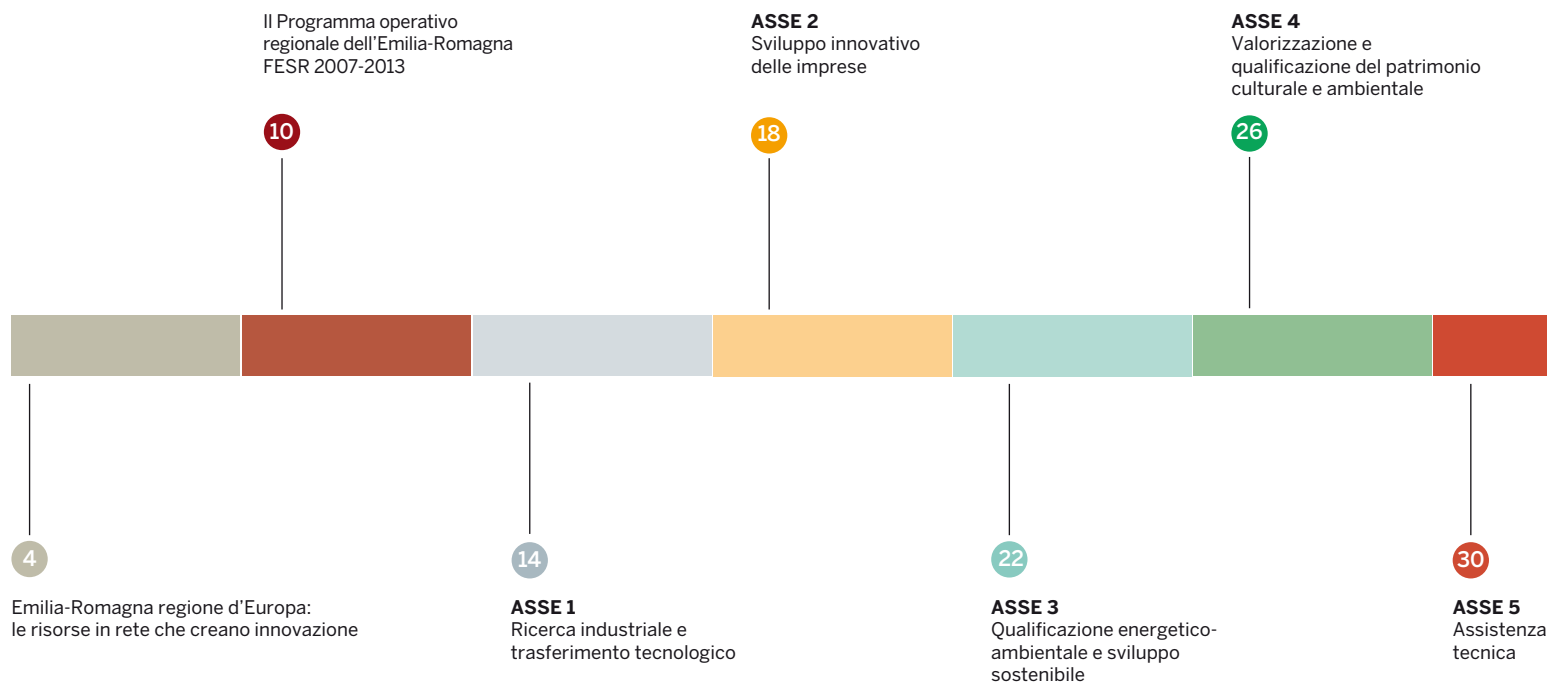 Il Programma operativo
regionale dell'Emilia-Romagna
FESR 2007-2013
10
ASSE 2
Sviluppo innovativo
delle imprese
18
ASSE 4
Valorizzazione e
qualificazione del patrimonio
culturale e ambientale
26
4
Emilia-Romagna regione d'Europa:
le risorse in rete che creano innovazione
14
ASSE 1
Ricerca industriale e
trasferimento tecnologico
22
ASSE 3
Qualificazione energetico-
ambientale e sviluppo
sostenibile
30
ASSE 5
Assistenza
tecnica